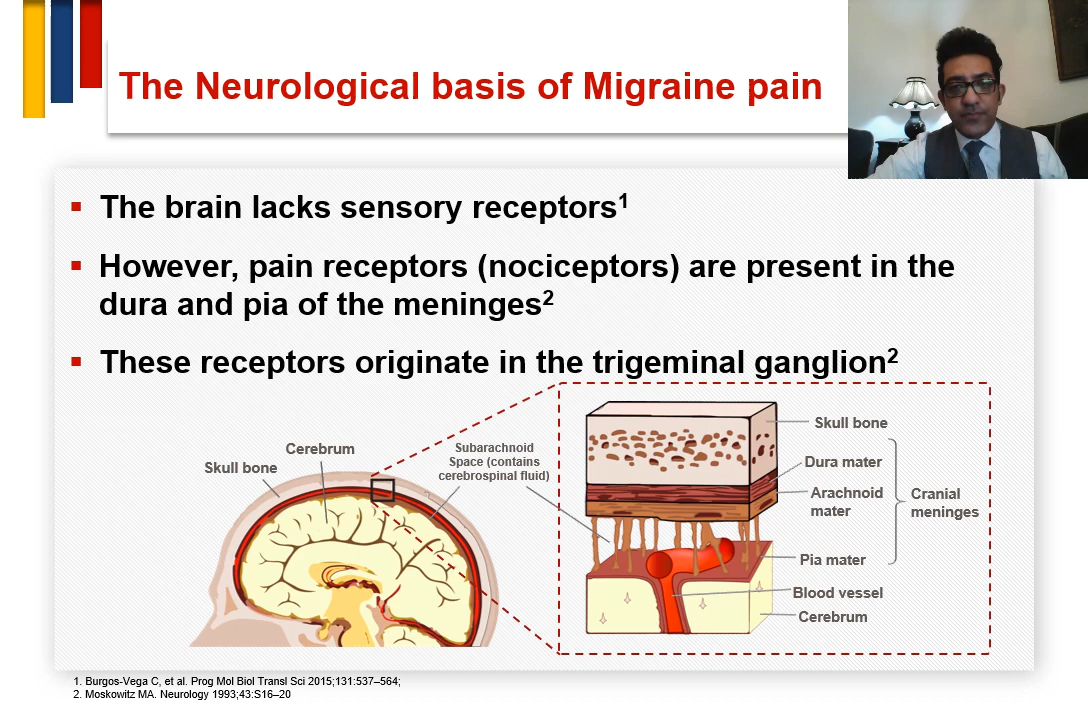 The Neurological basis of Migraine pain
▪ The brain lacks sensory receptors¹
▪ However, pain receptors (nociceptors) are present in the
dura and pia of the meninges²
▪ These receptors originate in the trigeminal ganglion²
Skull bone
Cerebrum
Subarachnoid
Space (contains
cerebrospinal fluid)
Skull bone
Dura mater
Arachnoid
mater
Cranial
meninges
Pia mater
Blood vessel
Cerebrum
1. Burgos-Vega C, et al. Prog Mol Biol Transl Sci 2015;131:537–564;
2. Moskowitz MA. Neurology 1993;43:S16–20